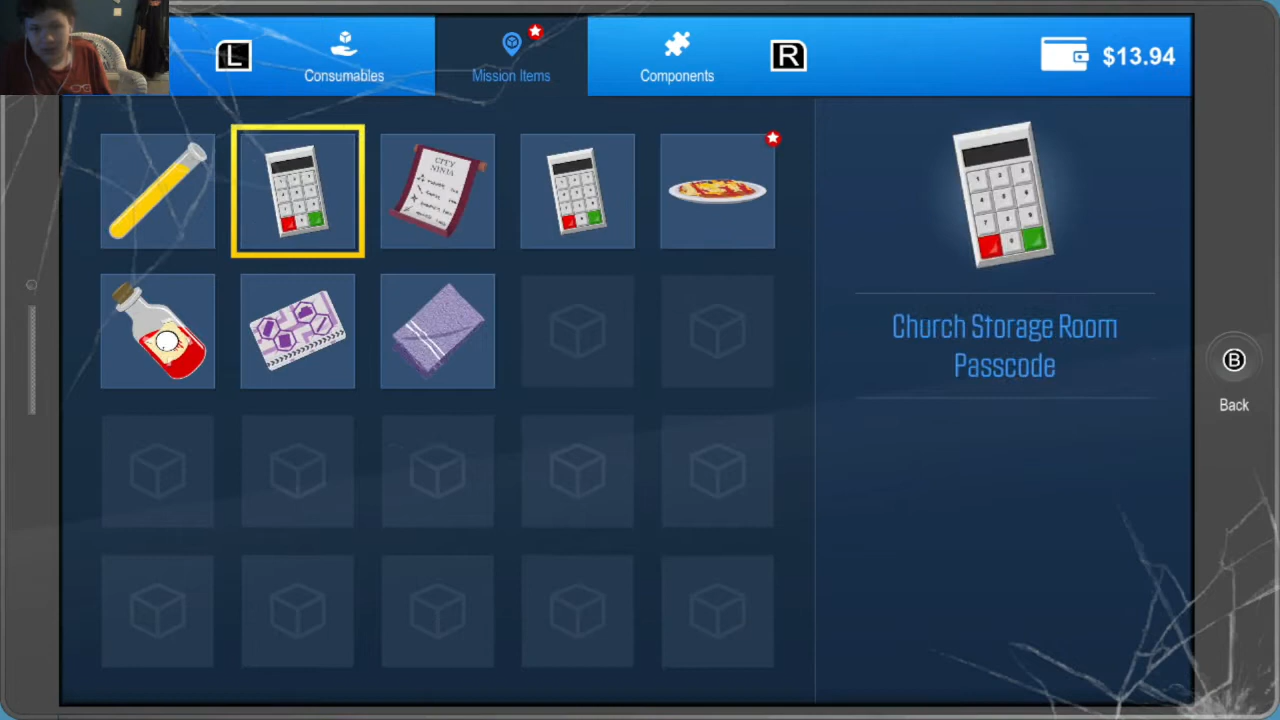 L
Consumables
Mission Items
Components
R
$13.94
CITY
NINJA
Church Storage Room
Passcode
B
Back